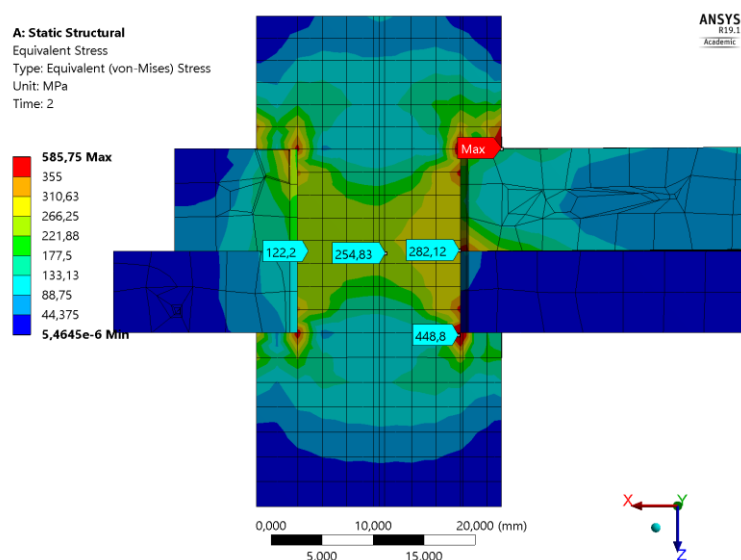 A: Static Structural
Equivalent Stress
Type: Equivalent (von-Mises) Stress
Unit: MPa
Time: 2
ANSYS
R19.1
Academic
585,75 Max
355
310,63
266,25
221,88
177,5
133,13
88,75
44,375
5,4645e-6 Min
Max
122,2
254,83
282,12
448,8
0,000
10,000
20,000 (mm)
5,000
15,000
X
Y
Z